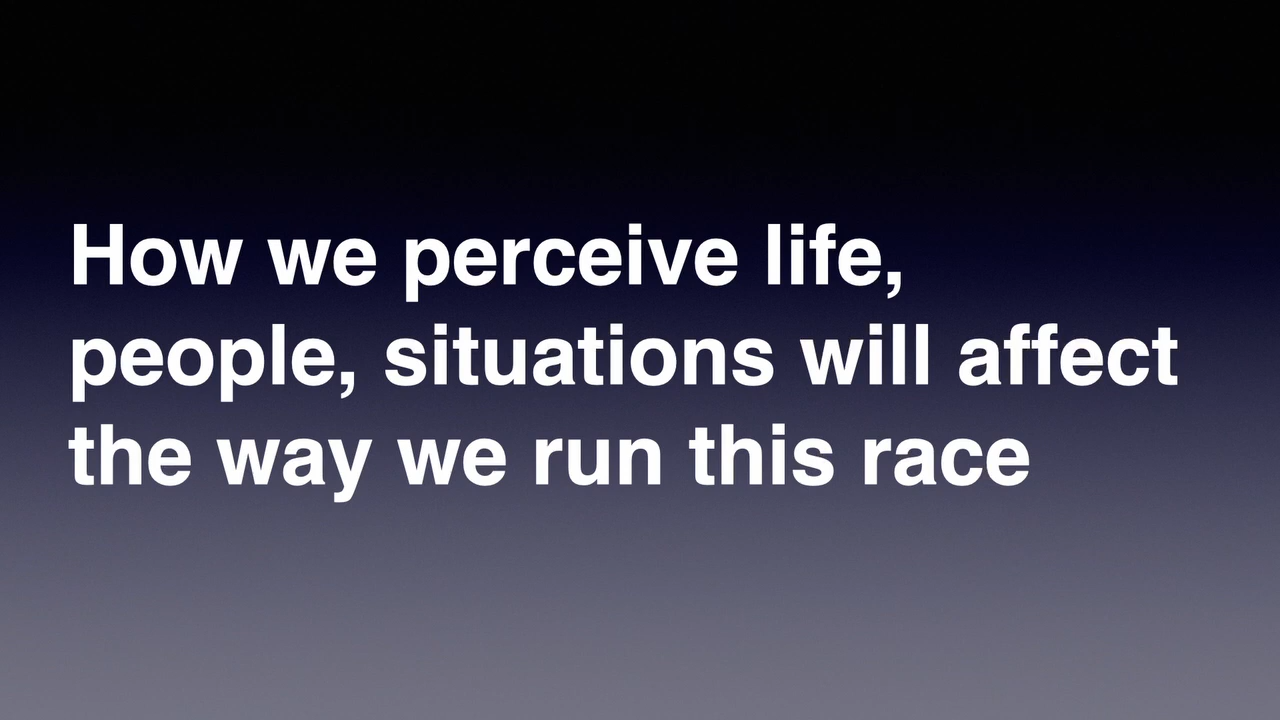 How we perceive life,
people, situations will affect
the way we run this race